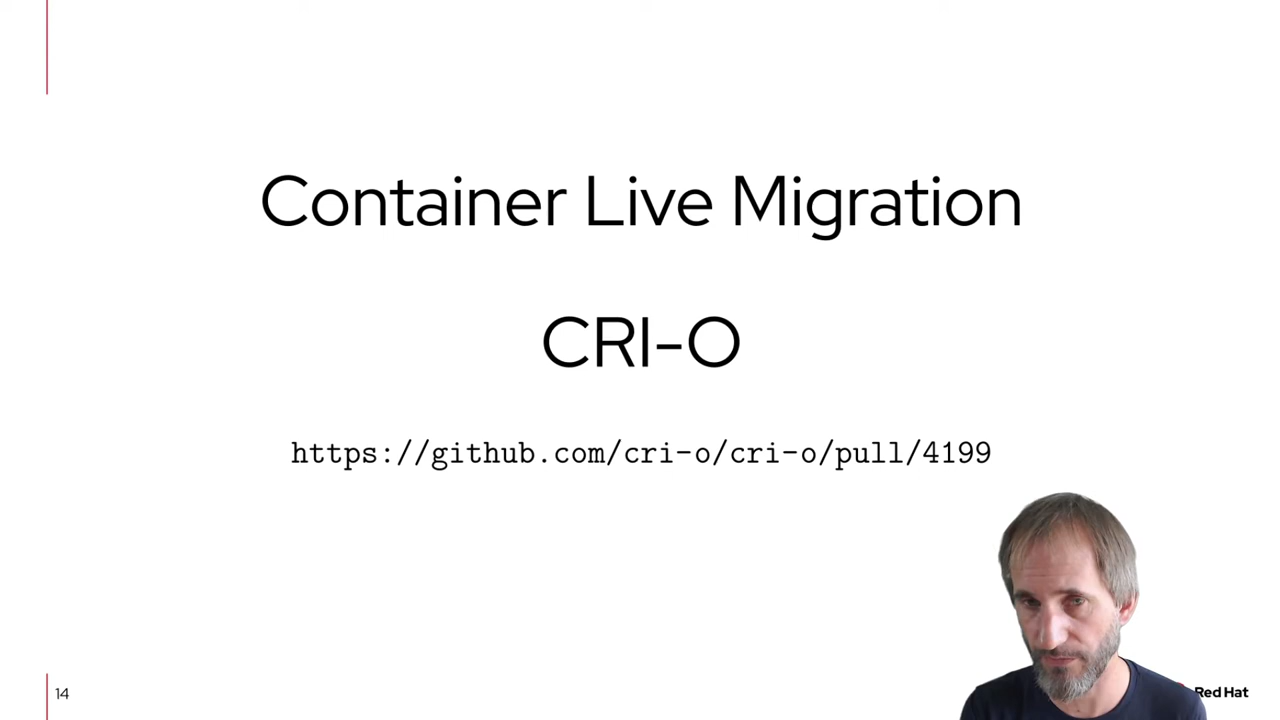 Container Live Migration
CRI-O
https://github.com/cri-o/cri-o/pull/4199
14
Red Hat